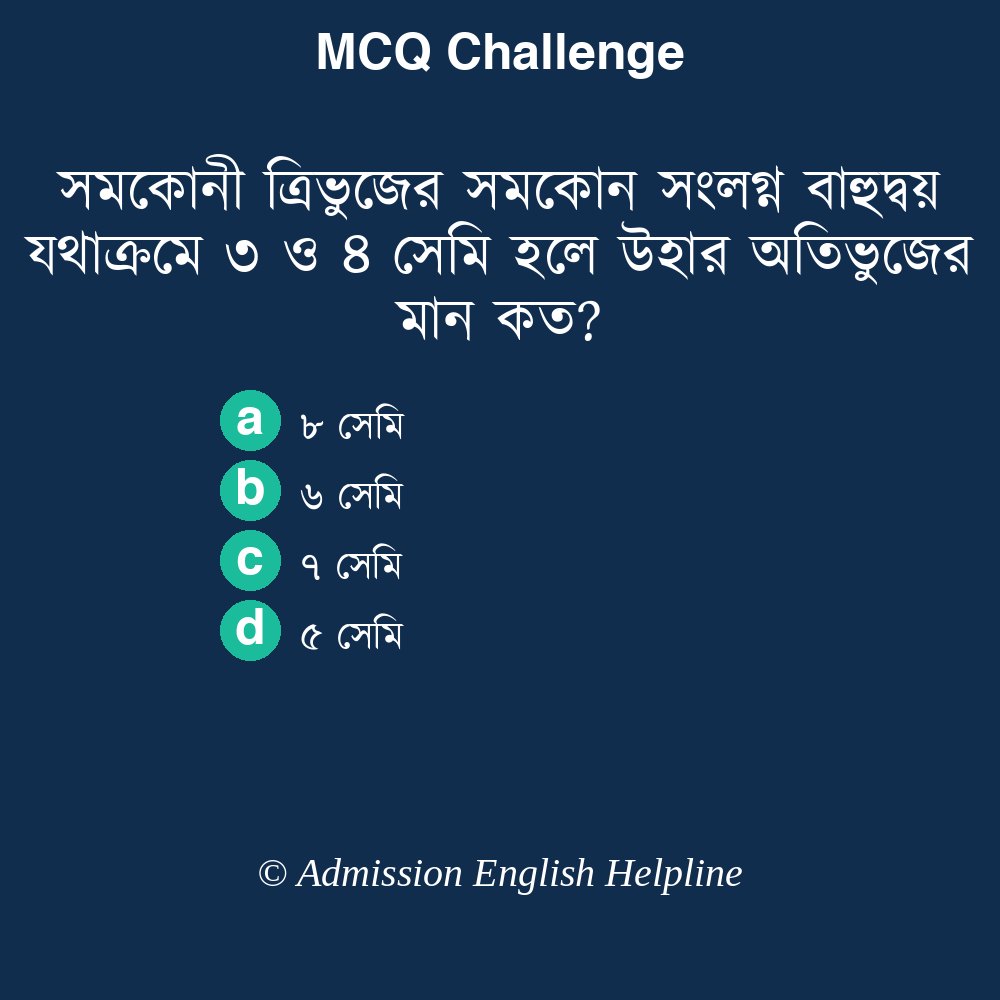 MCQ Challenge
সমকোনী ত্রিভুজের সমকোন সংলগ্ন বাহুদ্বয়
যথাক্রমে ৩ ও ৪ সেমি হলে উহার অতিভুজের
মান কত?
a ৮ সেমি
b ৬ সেমি
c ৭ সেমি
d ৫ সেমি
© Admission English Helpline